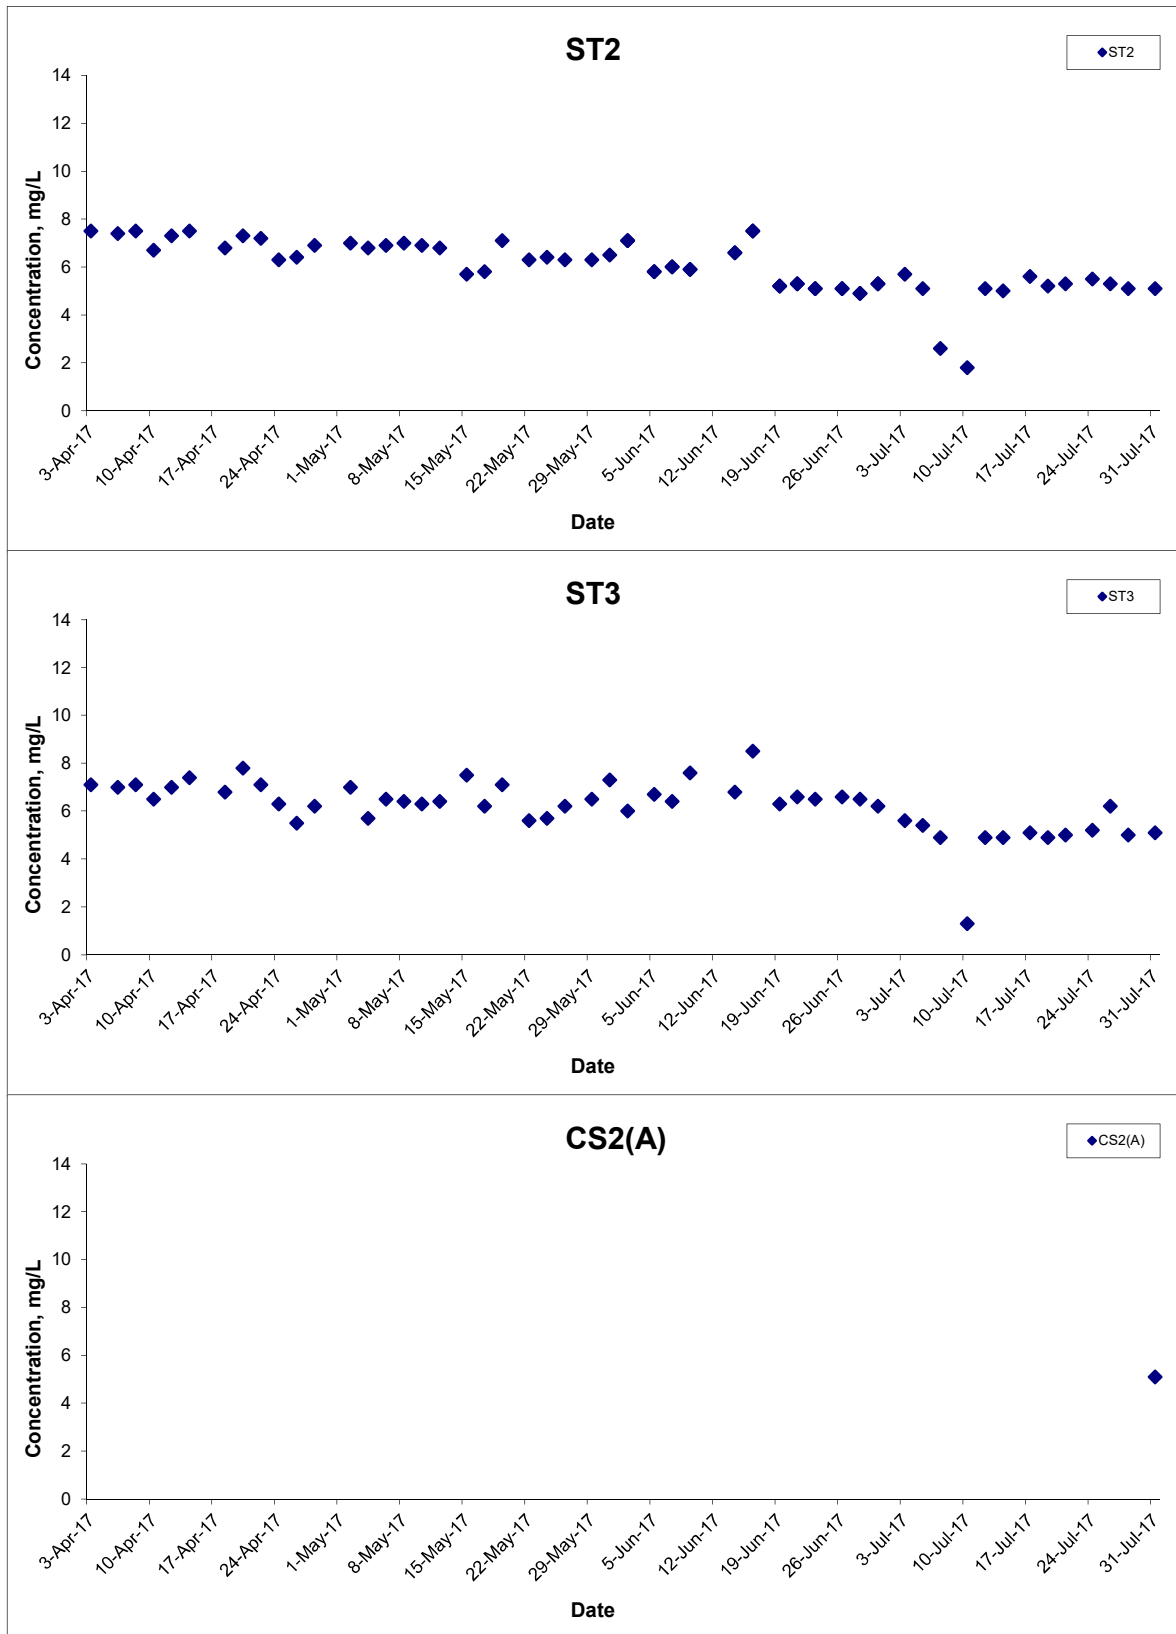 ST2
ST2
14
12
10
8
6
4
2
0
Concentration, mg/L
3-Apr-17
10-Apr-17
17-Apr-17
24-Apr-17
1-May-17
8-May-17
15-May-17
22-May-17
29-May-17
5-Jun-17
12-Jun-17
19-Jun-17
26-Jun-17
3-Jul-17
10-Jul-17
17-Jul-17
24-Jul-17
31-Jul-17
Date
ST3
ST3
14
12
10
8
6
4
2
0
Concentration, mg/L
3-Apr-17
10-Apr-17
17-Apr-17
24-Apr-17
1-May-17
8-May-17
15-May-17
22-May-17
29-May-17
5-Jun-17
12-Jun-17
19-Jun-17
26-Jun-17
3-Jul-17
10-Jul-17
17-Jul-17
24-Jul-17
31-Jul-17
Date
CS2(A)
CS2(A)
14
12
10
8
6
4
2
0
Concentration, mg/L
3-Apr-17
10-Apr-17
17-Apr-17
24-Apr-17
1-May-17
8-May-17
15-May-17
22-May-17
29-May-17
5-Jun-17
12-Jun-17
19-Jun-17
26-Jun-17
3-Jul-17
10-Jul-17
17-Jul-17
24-Jul-17
31-Jul-17
Date